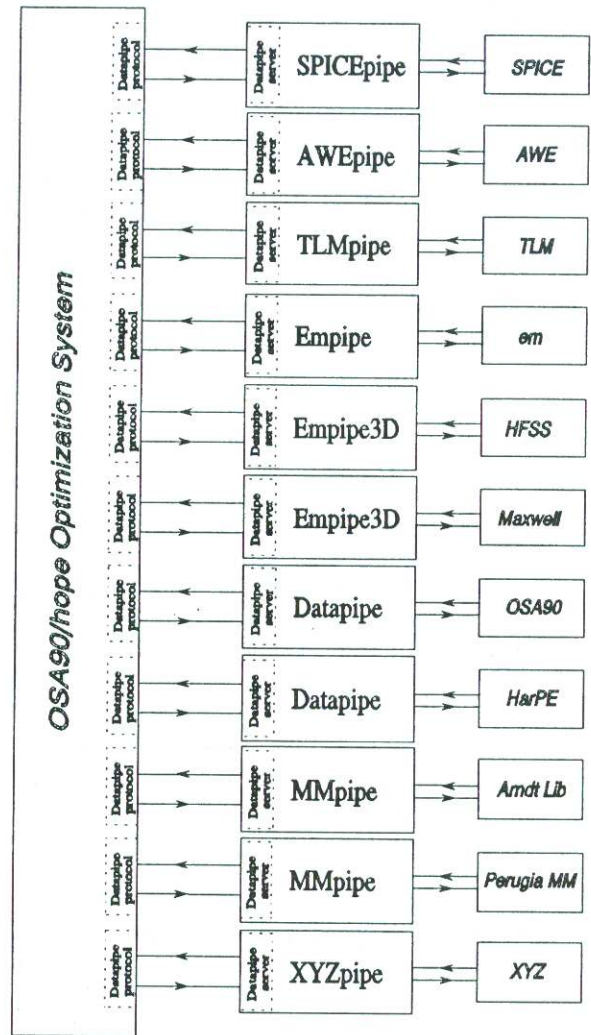 OSA90/hope Optimization System
Datapipe
protocol
Datapipe
server
SPICEpipe
SPICE
Datapipe
protocol
Datapipe
server
AWEpipe
AWE
Datapipe
protocol
Datapipe
server
TLMpipe
TLM
Datapipe
protocol
Datapipe
server
Empipe
em
Datapipe
protocol
Datapipe
server
Empipe3D
HFSS
Datapipe
protocol
Datapipe
server
Empipe3D
Maxwell
Datapipe
protocol
Datapipe
server
Datapipe
OSA90
Datapipe
protocol
Datapipe
server
Datapipe
HarPE
Datapipe
protocol
Datapipe
server
MMpipe
Arndt Lib
Datapipe
protocol
Datapipe
server
MMpipe
Perugia MM
Datapipe
protocol
Datapipe
server
XYZpipe
XYZ